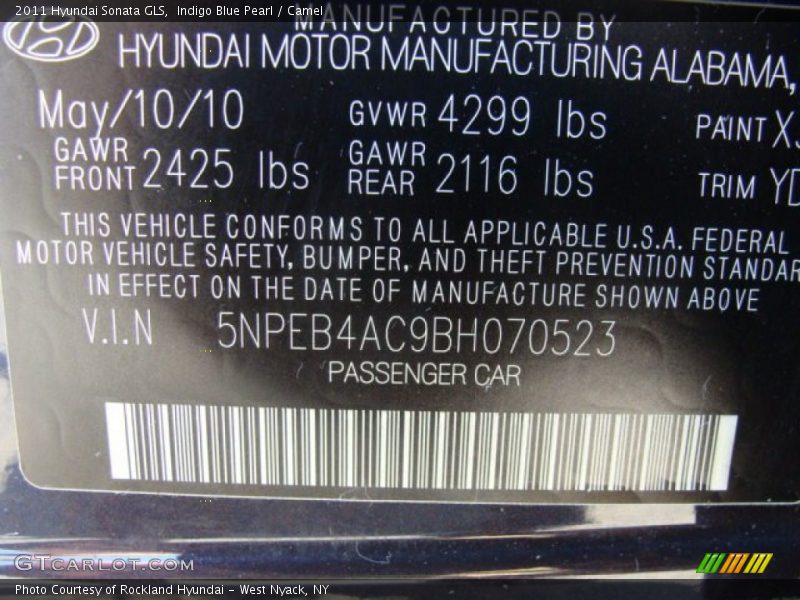 2011 Hyundai Sonata GLS,  Indigo Blue Pearl / Camel
MANUFACTURED BY
HYUNDAI MOTOR MANUFACTURING ALABAMA,
May/10/10 GVWR 4299 lbs PAINT
GAWR FRONT 2425 lbs GAWR REAR 2116 lbs TRIM
THIS VEHICLE CONFORMS TO ALL APPLICABLE U.S.A. FEDERAL
MOTOR VEHICLE SAFETY, BUMPER, AND THEFT PREVENTION
IN EFFECT ON THE DATE OF MANUFACTURE SHOWN ABOVE
V.I.N 5NPEB4AC9BH070523
PASSENGER CAR
GTCARLOT.COM
Photo Courtesy of Rockland Hyundai - West Nyack, NY